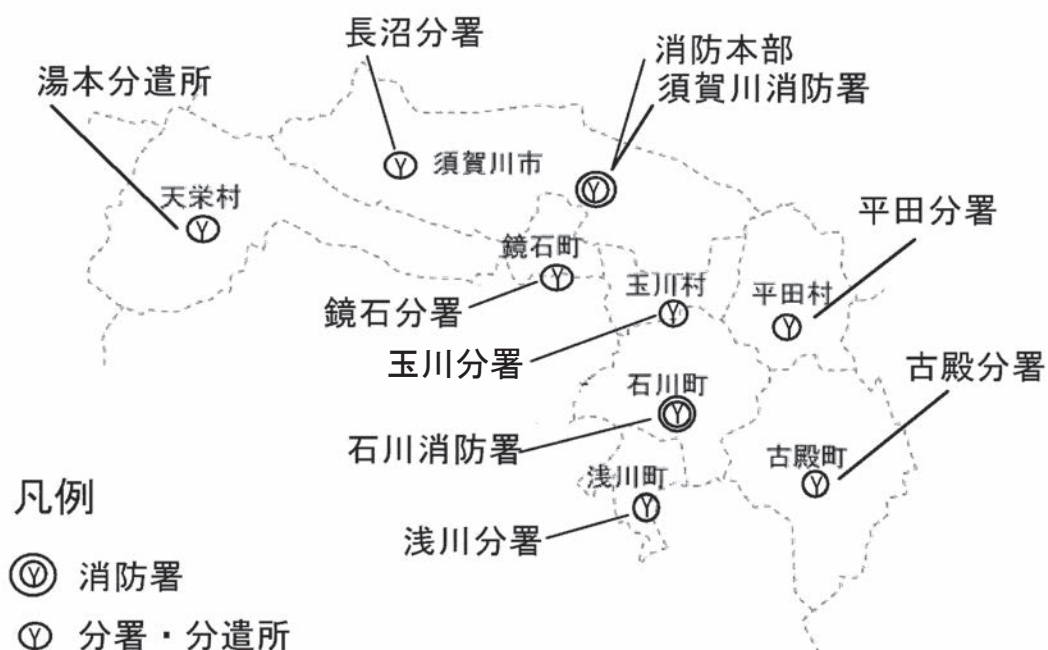 長沼分署
消防本部
須賀川消防署
湯本分遣所
須賀川市
天栄村
平田分署
鏡石町
玉川村
平田村
鏡石分署
玉川分署
古殿分署
石川町
石川消防署
古殿町
浅川町
浅川分署
凡例
消防署
分署・分遣所